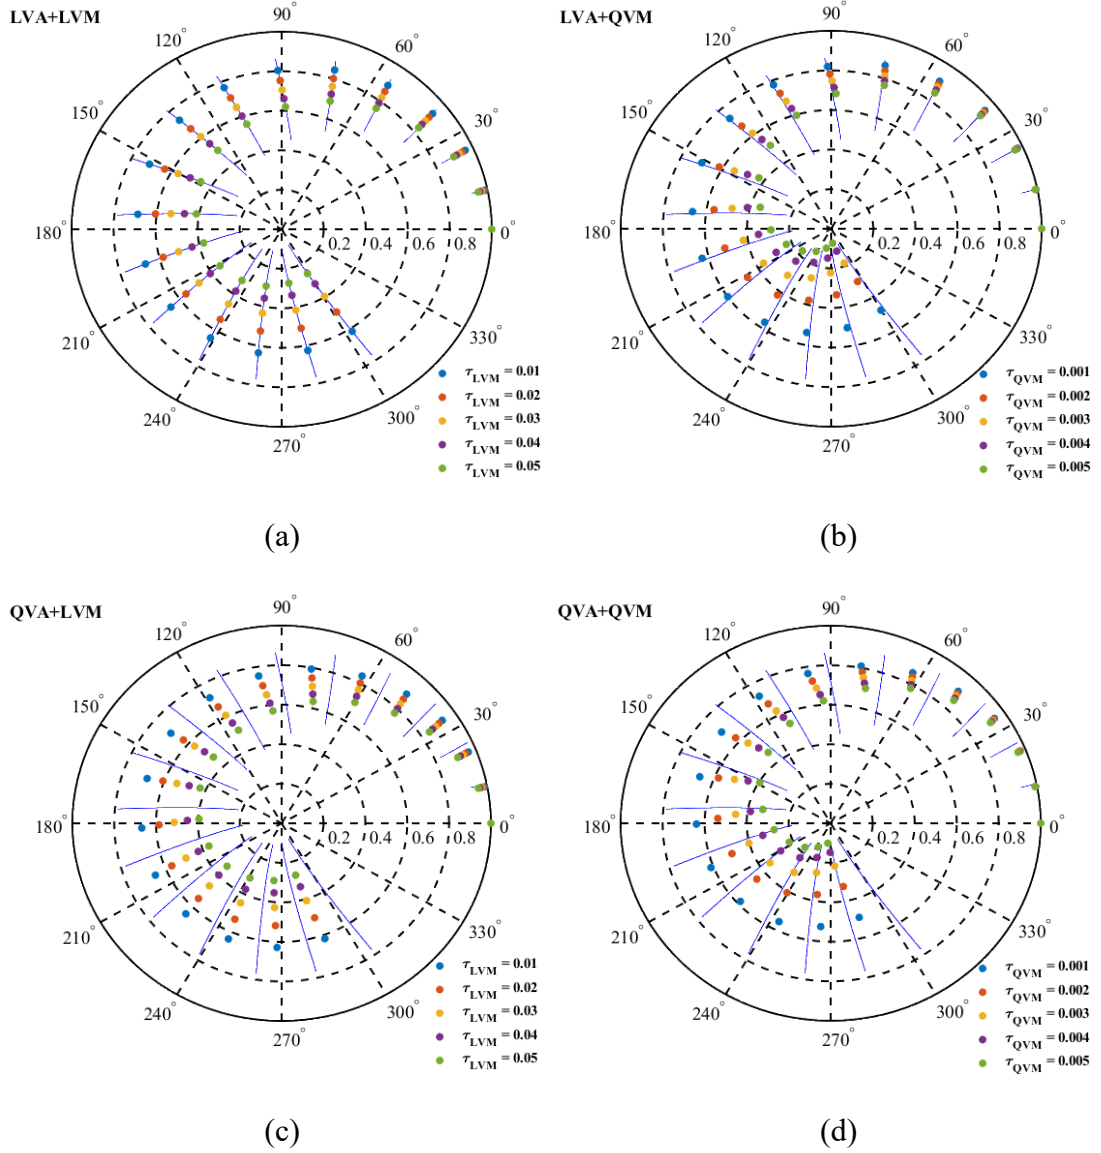 LVA+LVM
90°
120°
60°
150°
30°
180°
0.2 0.4 0.6 0.8
0°
210°
330°
240°
300°
270°
τLVM = 0.01
τLVM = 0.02
τLVM = 0.03
τLVM = 0.04
τLVM = 0.05
(a)
LVA+QVM
90°
120°
60°
150°
30°
180°
0.2 0.4 0.6 0.8
0°
210°
330°
240°
300°
270°
τQVM = 0.001
τQVM = 0.002
τQVM = 0.003
τQVM = 0.004
τQVM = 0.005
(b)
QVA+LVM
90°
120°
60°
150°
30°
180°
0.2 0.4 0.6 0.8
0°
210°
330°
240°
300°
270°
τLVM = 0.01
τLVM = 0.02
τLVM = 0.03
τLVM = 0.04
τLVM = 0.05
(c)
QVA+QVM
90°
120°
60°
150°
30°
180°
0.2 0.4 0.6 0.8
0°
210°
330°
240°
300°
270°
τQVM = 0.001
τQVM = 0.002
τQVM = 0.003
τQVM = 0.004
τQVM = 0.005
(d)